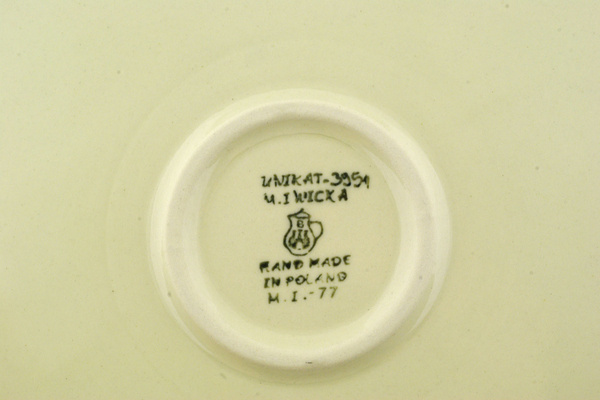 UNIKAT-3951
M.IWICKA
B
HAND MADE
IN POLAND
M.I.-77